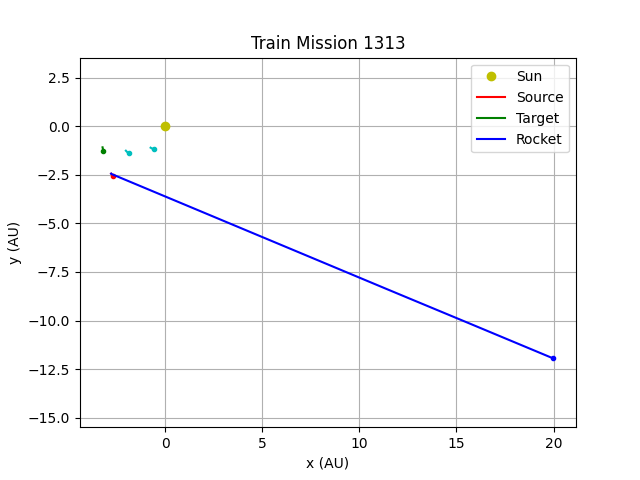 Train Mission 1313
Sun
Source
Target
Rocket
2.5
0.0
−2.5
−5.0
−7.5
−10.0
−12.5
−15.0
y (AU)
0
5
10
15
20
x (AU)